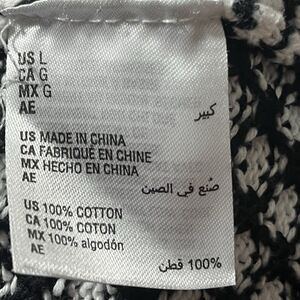 US L
CA G
MX G
AE كبير
US MADE IN CHINA
CA FABRIQUÉ EN CHINE
MX HECHO EN CHINA
AE صُنع في الصين
US 100% COTTON
CA 100% COTON
MX 100% algodón
AE 100% قطن